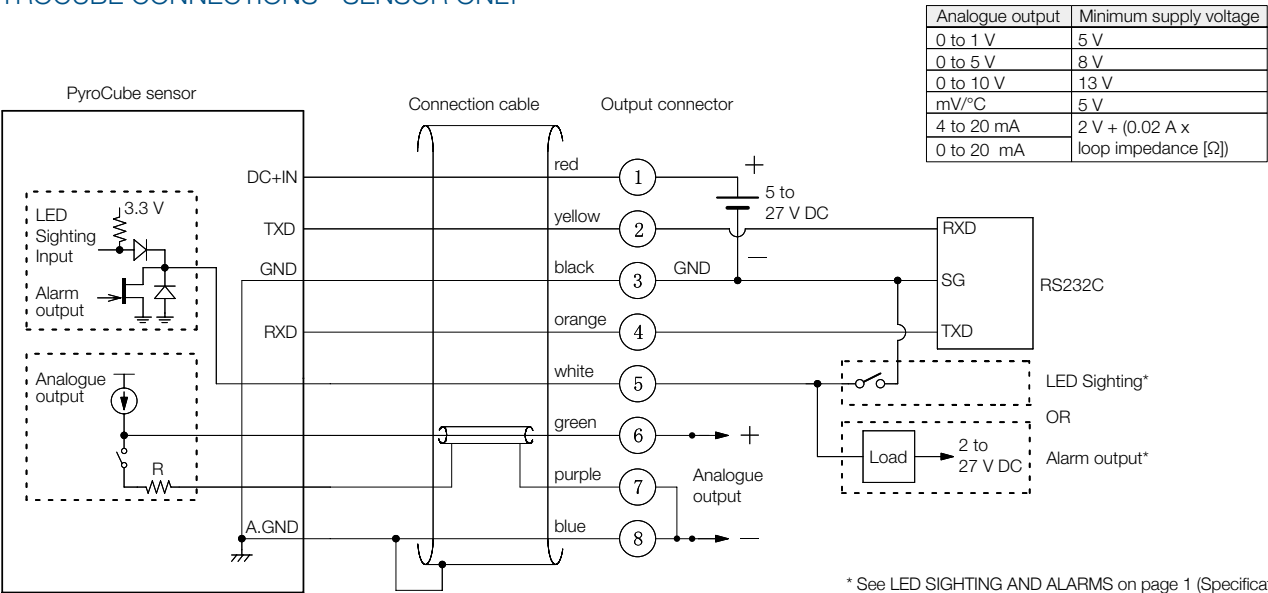 CONNECTIONS - SENSOR ONLY
Analogue output Minimum supply voltage
0 to 1 V 5 V
0 to 5 V 8 V
0 to 10 V 13 V
mV/°C 5 V
4 to 20 mA 2 V + (0.02 A x
0 to 20 mA loop impedance [Ω])
PyroCube sensor
Connection cable
Output connector
LED
Sighting
Input
3.3 V
Alarm
output
Analogue
output
R
DC+IN
TXD
GND
RXD
A.GND
red
yellow
black
orange
white
green
purple
blue
1
2
3
4
5
6
7
8
+
5 to
27 V DC
—
GND
RXD
SG
TXD
RS232C
LED Sighting*
OR
Load
2 to
27 V DC
Alarm output*
+
Analogue
output
—
* See LED SIGHTING AND ALARMS on page 1 (Specifica